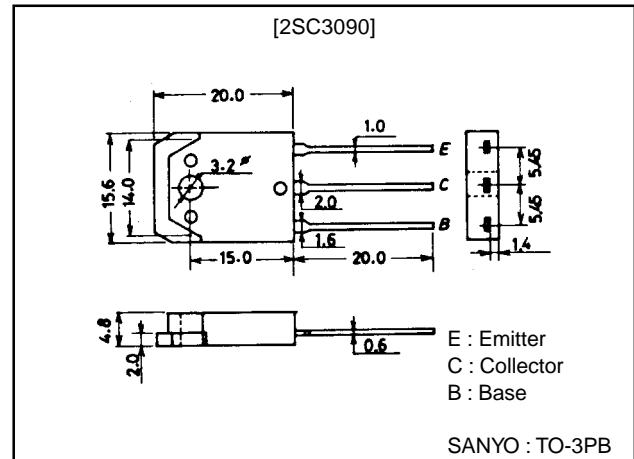 [2SC3090]
20.0
1.0
E
3.2ø
15.6
14.0
C
2.0
5.45
5.45
B
1.6
1.4
15.0
20.0
4.8
2.0
0.6
E : Emitter
C : Collector
B : Base
SANYO : TO-3PB